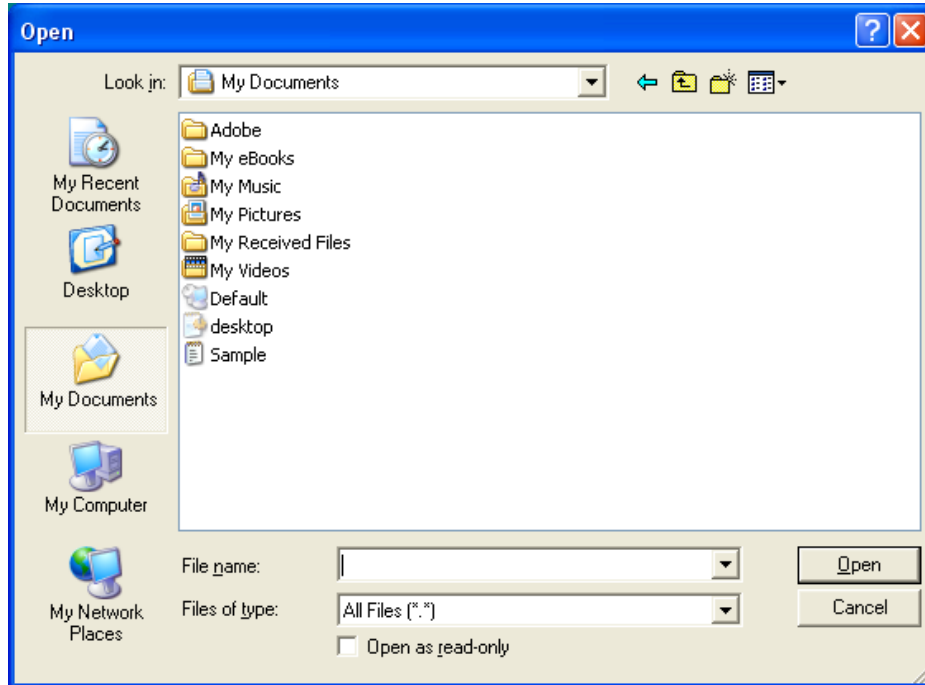 Open
Look in:
My Documents
My Recent
Documents
Desktop
My Documents
My Computer
My Network
Places
Adobe
My eBooks
My Music
My Pictures
My Received Files
My Videos
Default
desktop
Sample
File name:
Open
Files of type:
All Files (*.*)
Cancel
Open as read-only